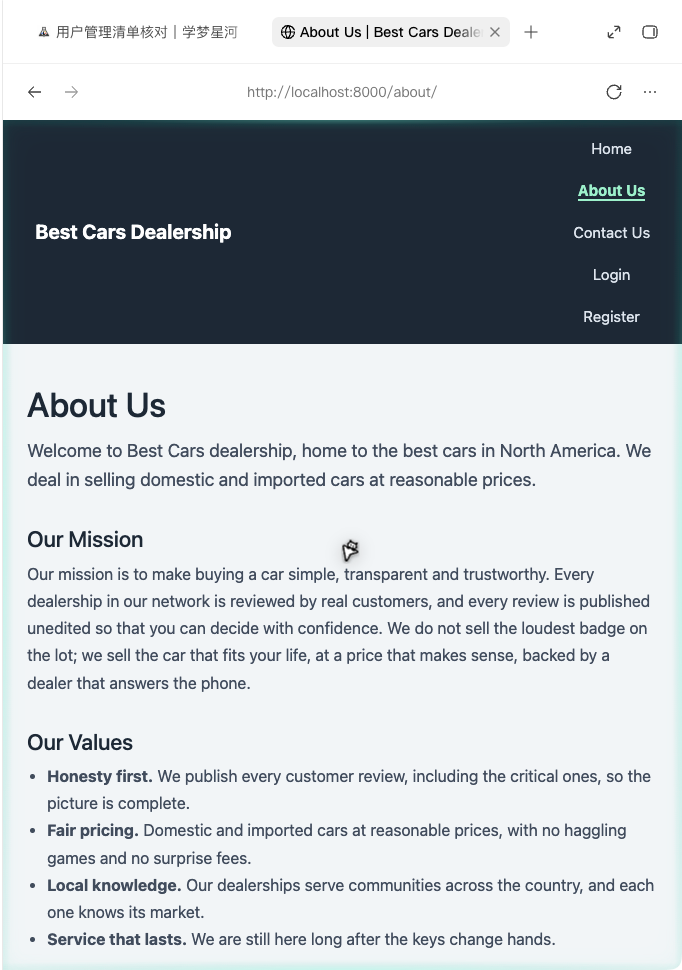 用户管理清单核对｜学梦星河
About Us | Best Cars Deale
http://localhost:8000/about/
Home
About Us
Best Cars Dealership
Contact Us
Login
Register
About Us
Welcome to Best Cars dealership, home to the best cars in North America. We
deal in selling domestic and imported cars at reasonable prices.
Our Mission
Our mission is to make buying a car simple, transparent and trustworthy. Every
dealership in our network is reviewed by real customers, and every review is published
unedited so that you can decide with confidence. We do not sell the loudest badge on
the lot; we sell the car that fits your life, at a price that makes sense, backed by a
dealer that answers the phone.
Our Values
• Honesty first. We publish every customer review, including the critical ones, so the
picture is complete.
• Fair pricing. Domestic and imported cars at reasonable prices, with no haggling
games and no surprise fees.
• Local knowledge. Our dealerships serve communities across the country, and each
one knows its market.
• Service that lasts. We are still here long after the keys change hands.